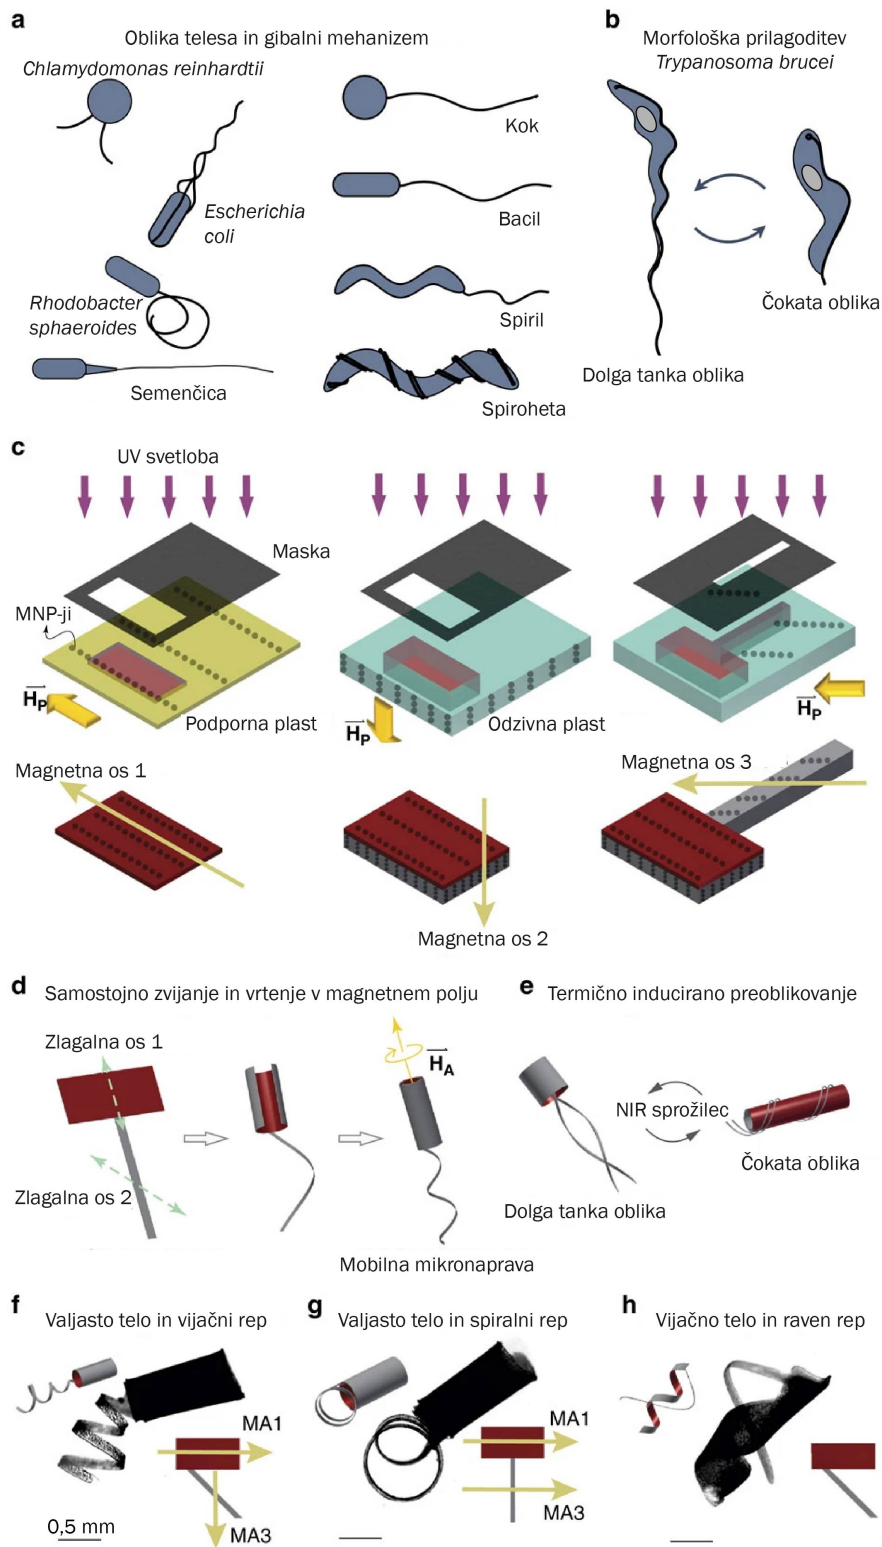 a
Oblika telesa in gibalni mehanizem
Chlamydomonas reinhardtii
Escherichia
coli
Rhodobacter
sphaeroides
Semenčica
Kok
Bacil
Spiril
Spiroheta
b
Morfološka prilagoditev
Trypanosoma brucei
Čokata oblika
Dolga tanka oblika
c
UV svetloba
Maska
MNP-ji
H_P
Podporna plast
H_P
Odzivna plast
H_P
Magnetna os 1
Magnetna os 2
Magnetna os 3
d
Samostojno zvijanje in vrtenje v magnetnem polju
Zlagalna os 1
Zlagalna os 2
H_A
Mobilna mikronaprava
e
Termično inducirano preoblikovanje
NIR sprožilec
Čokata oblika
Dolga tanka oblika
f
Valjasto telo in vijačni rep
MA1
MA3
0,5 mm
g
Valjasto telo in spiralni rep
MA1
MA3
h
Vijačno telo in raven rep